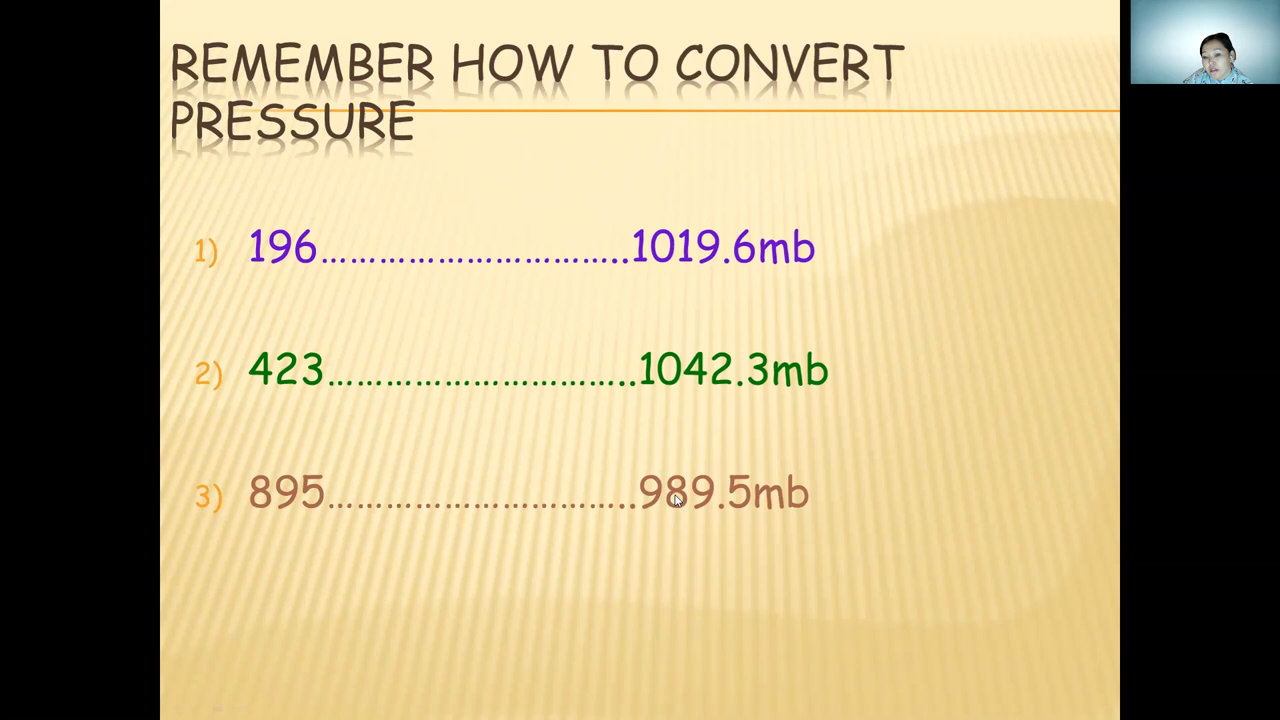 REMEMBER HOW TO CONVERT
PRESSURE
1) 196…………………………..1019.6mb
2) 423…………………………..1042.3mb
3) 895…………………………..989.5mb